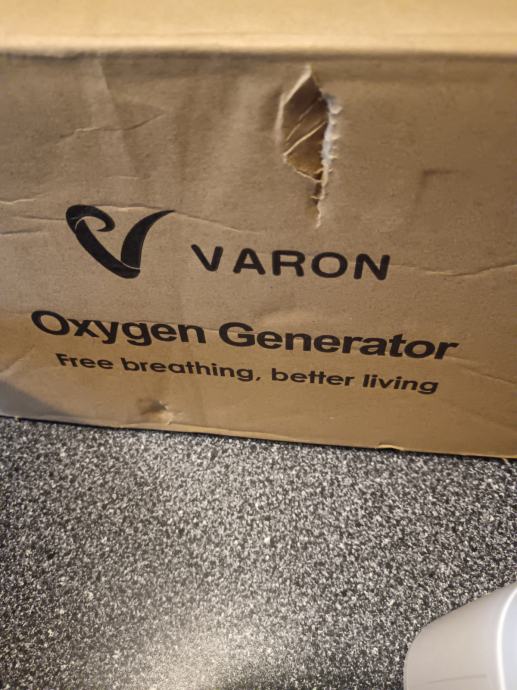 VARON
Oxygen Generator
Free breathing, better living